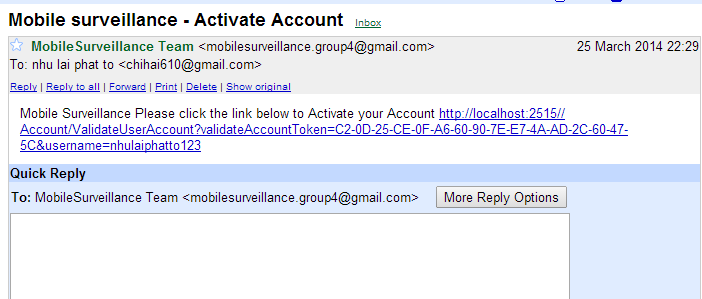 Mobile surveillance - Activate Account Inbox
MobileSurveillance Team <mobilesurveillance.group4@gmail.com> 25 March 2014 22:29
To: nhu lai phat to <chihai610@gmail.com>
Reply | Reply to all | Forward | Print | Delete | Show original
Mobile Surveillance Please click the link below to Activate your Account http://localhost:2515//
Account/ValidateUserAccount?validateAccountToken=C2-0D-25-CE-0F-A6-60-90-7E-E7-4A-AD-2C-60-47-
5C&username=nhulaiphatto123
Quick Reply
To: MobileSurveillance Team <mobilesurveillance.group4@gmail.com> More Reply Options